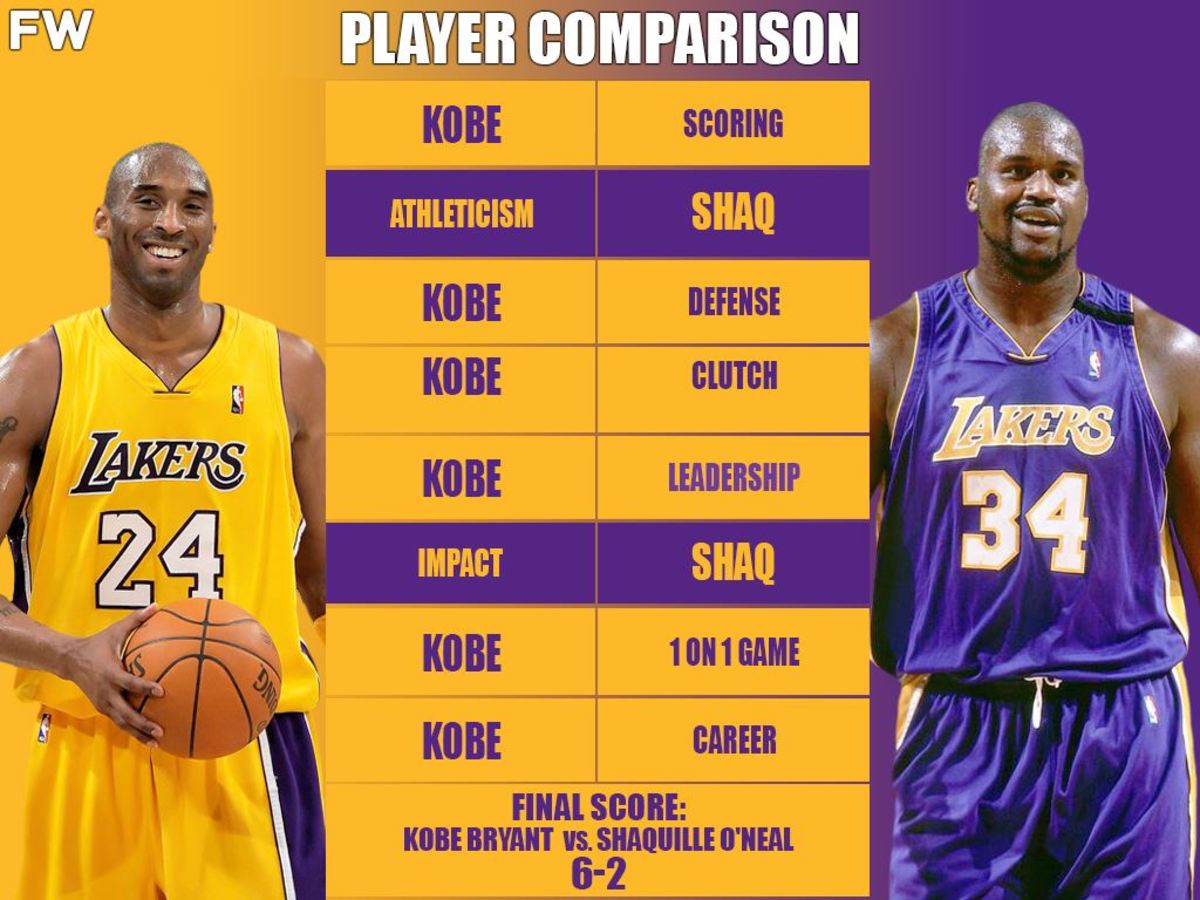 FW
PLAYER COMPARISON
KOBE SCORING
ATHLETICISM SHAQ
KOBE DEFENSE
KOBE CLUTCH
KOBE LEADERSHIP
IMPACT SHAQ
KOBE 1 ON 1 GAME
KOBE CAREER
FINAL SCORE:
KOBE BRYANT vs. SHAQUILLE O'NEAL
6-2
LAKERS
24
LAKERS
34